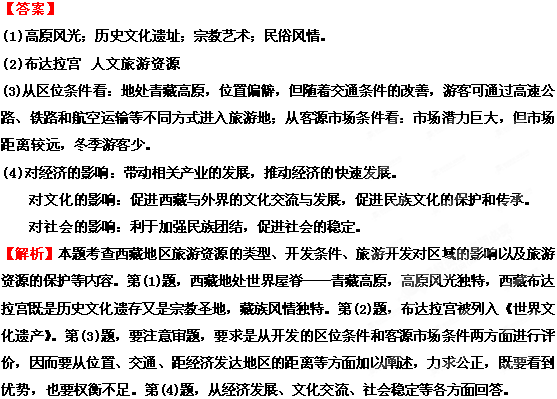 【答案】
(1)高原风光；历史文化遗址；宗教艺术；民俗风情。
(2)布达拉宫 人文旅游资源
(3)从区位条件看：地处青藏高原，位置偏僻，但随着交通条件的改善，游客可通过高速公
路、铁路和航空运输等不同方式进入旅游地；从客源市场条件看：市场潜力巨大，但市场
距离较远，冬季游客少。
(4)对经济的影响：带动相关产业的发展，推动经济的快速发展。
对文化的影响：促进西藏与外界的文化交流与发展，促进民族文化的保护和传承。
对社会的影响：利于加强民族团结，促进社会的稳定。
【解析】本题考查西藏地区旅游资源的类型、开发条件、旅游开发对区域的影响以及旅游
资源的保护等内容。第(1)题，西藏地处世界屋脊——青藏高原，高原风光独特，西藏布达
拉宫既是历史文化遗存又是宗教圣地，藏族风情独特。第(2)题，布达拉宫被列入《世界文
化遗产》。第(3)题，要注意审题，要求是从开发的区位条件和客源市场条件两方面进行评
价，因而要从位置、交通、距经济发达地区的距离等方面加以阐述，力求公正，既要看到
优势，也要权衡不足。第(4)题，从经济发展、文化交流、社会稳定等各方面回答。